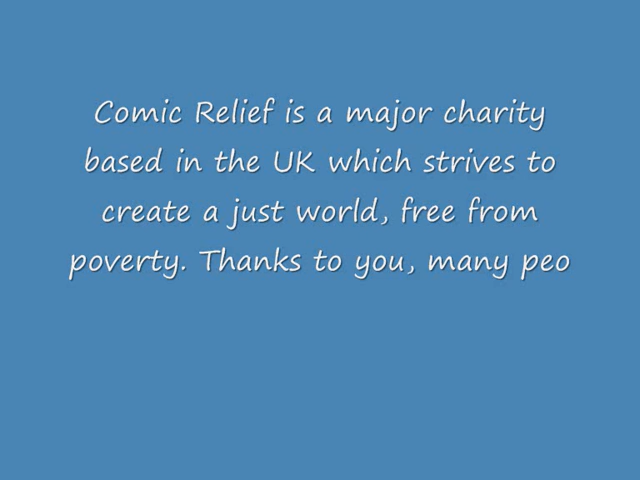 Comic Relief is a major charity
based in the UK which strives to
create a just world, free from
poverty. Thanks to you, many peo